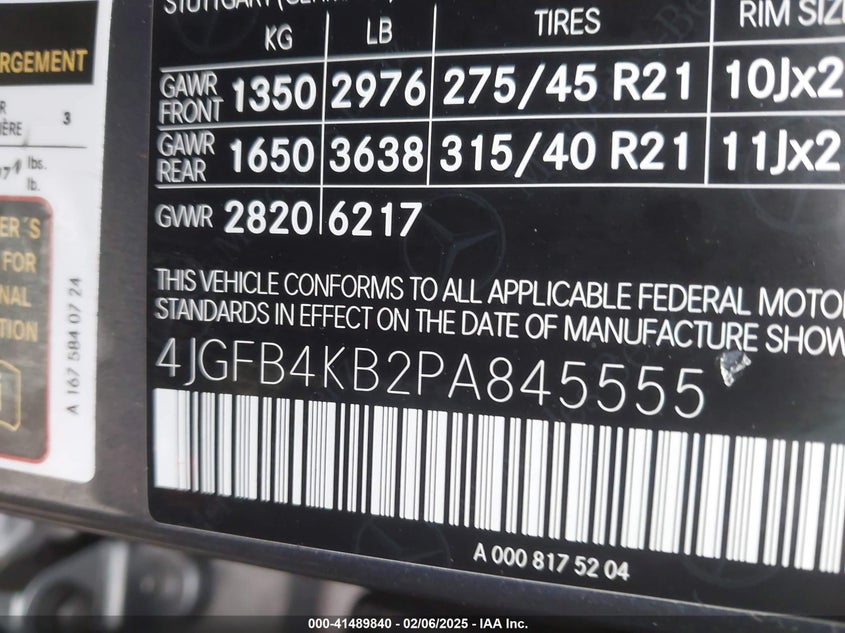 KG LB TIRES RIM SIZE
GAWR FRONT 1350 2976 275/45 R21 10Jx2
GAWR REAR 1650 3638 315/40 R21 11Jx2
GVWR 2820 6217
THIS VEHICLE CONFORMS TO ALL APPLICABLE FEDERAL MOTOR
STANDARDS IN EFFECT ON THE DATE OF MANUFACTURE SHOW
4JGFB4KB2PA845555
A 000 817 52 04
RGEMENT
3
lbs.
lb.
ER´S
FOR
NAL
TION
A 167 584 07 24
000-41489840 - 02/06/2025 - IAA Inc.